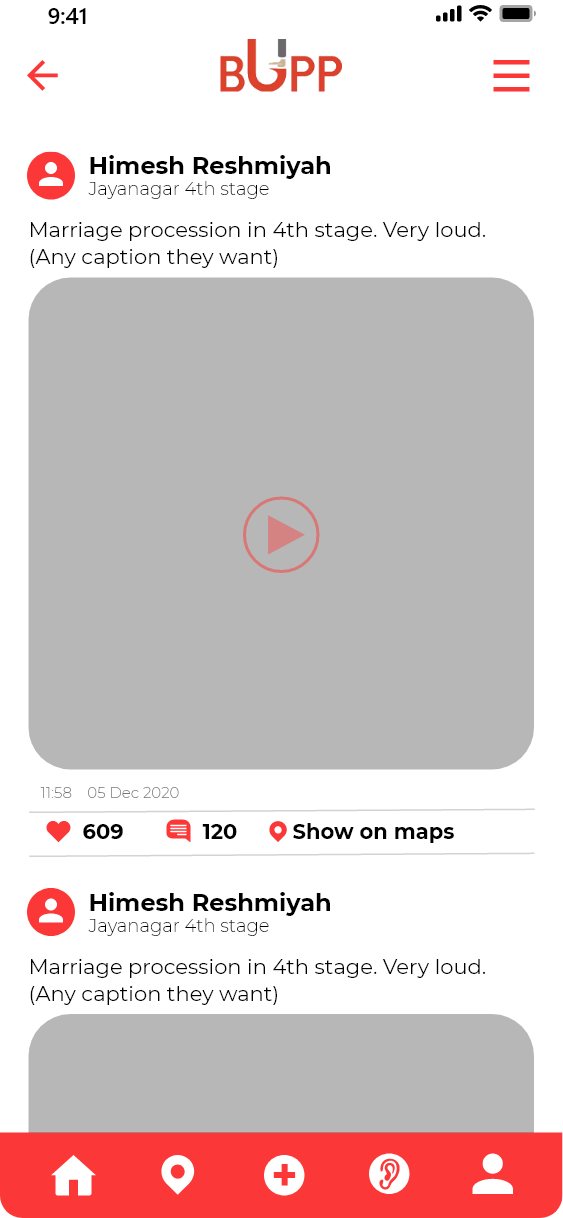 9:41
BUPP
Himesh Reshmiyah
Jayanagar 4th stage
Marriage procession in 4th stage. Very loud.
(Any caption they want)
11:58 05 Dec 2020
609 120 Show on maps
Himesh Reshmiyah
Jayanagar 4th stage
Marriage procession in 4th stage. Very loud.
(Any caption they want)